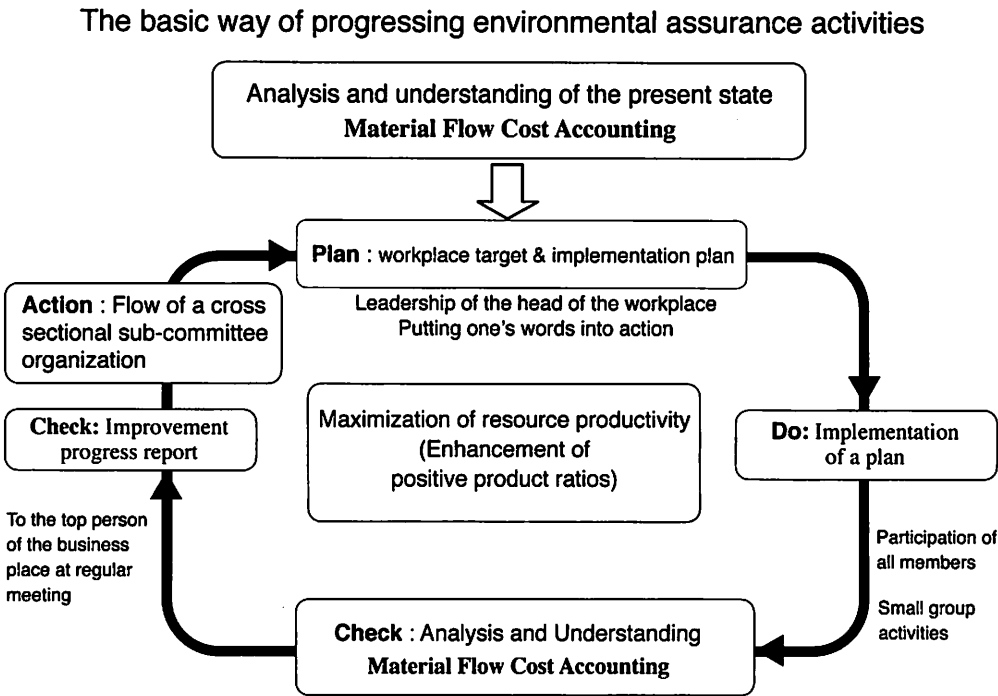 The basic way of progressing environmental assurance activities
Analysis and understanding of the present state
Material Flow Cost Accounting
Plan : workplace target & implementation plan
Leadership of the head of the workplace
Putting one's words into action
Action : Flow of a cross
sectional sub-committee
organization
Maximization of resource productivity
(Enhancement of
positive product ratios)
Check: Improvement
progress report
Do: Implementation
of a plan
To the top person
of the business
place at regular
meeting
Participation of
all members
Small group
activities
Check : Analysis and Understanding
Material Flow Cost Accounting